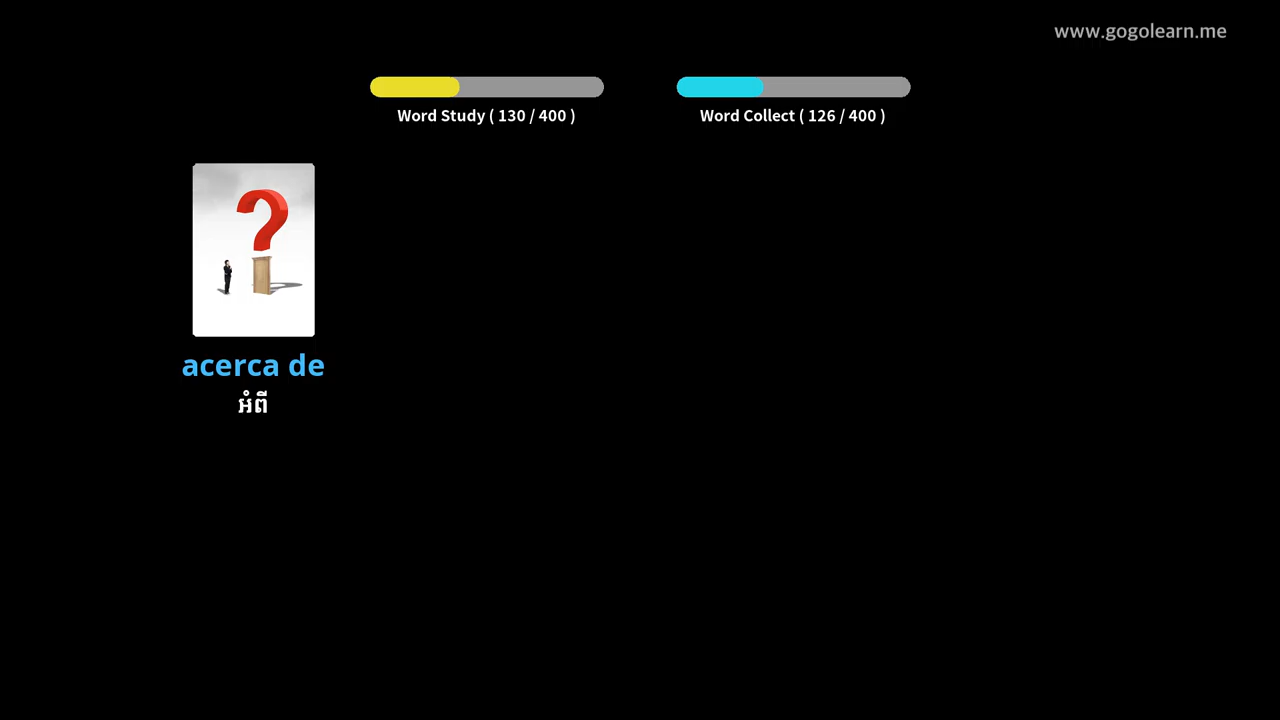 www.gogolearn.me
Word Study ( 130 / 400 )
Word Collect ( 126 / 400 )
acerca de
អំពី